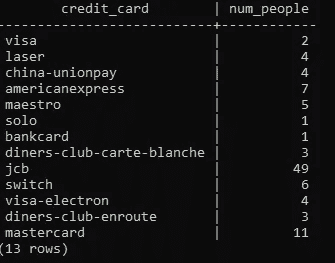 credit_card | num_people
-------------------------+------------
visa | 2
laser | 4
china-unionpay | 4
americanexpress | 7
maestro | 5
solo | 1
bankcard | 1
diners-club-carte-blanche | 3
jcb | 49
switch | 6
visa-electron | 4
diners-club-enroute | 3
mastercard | 11
(13 rows)